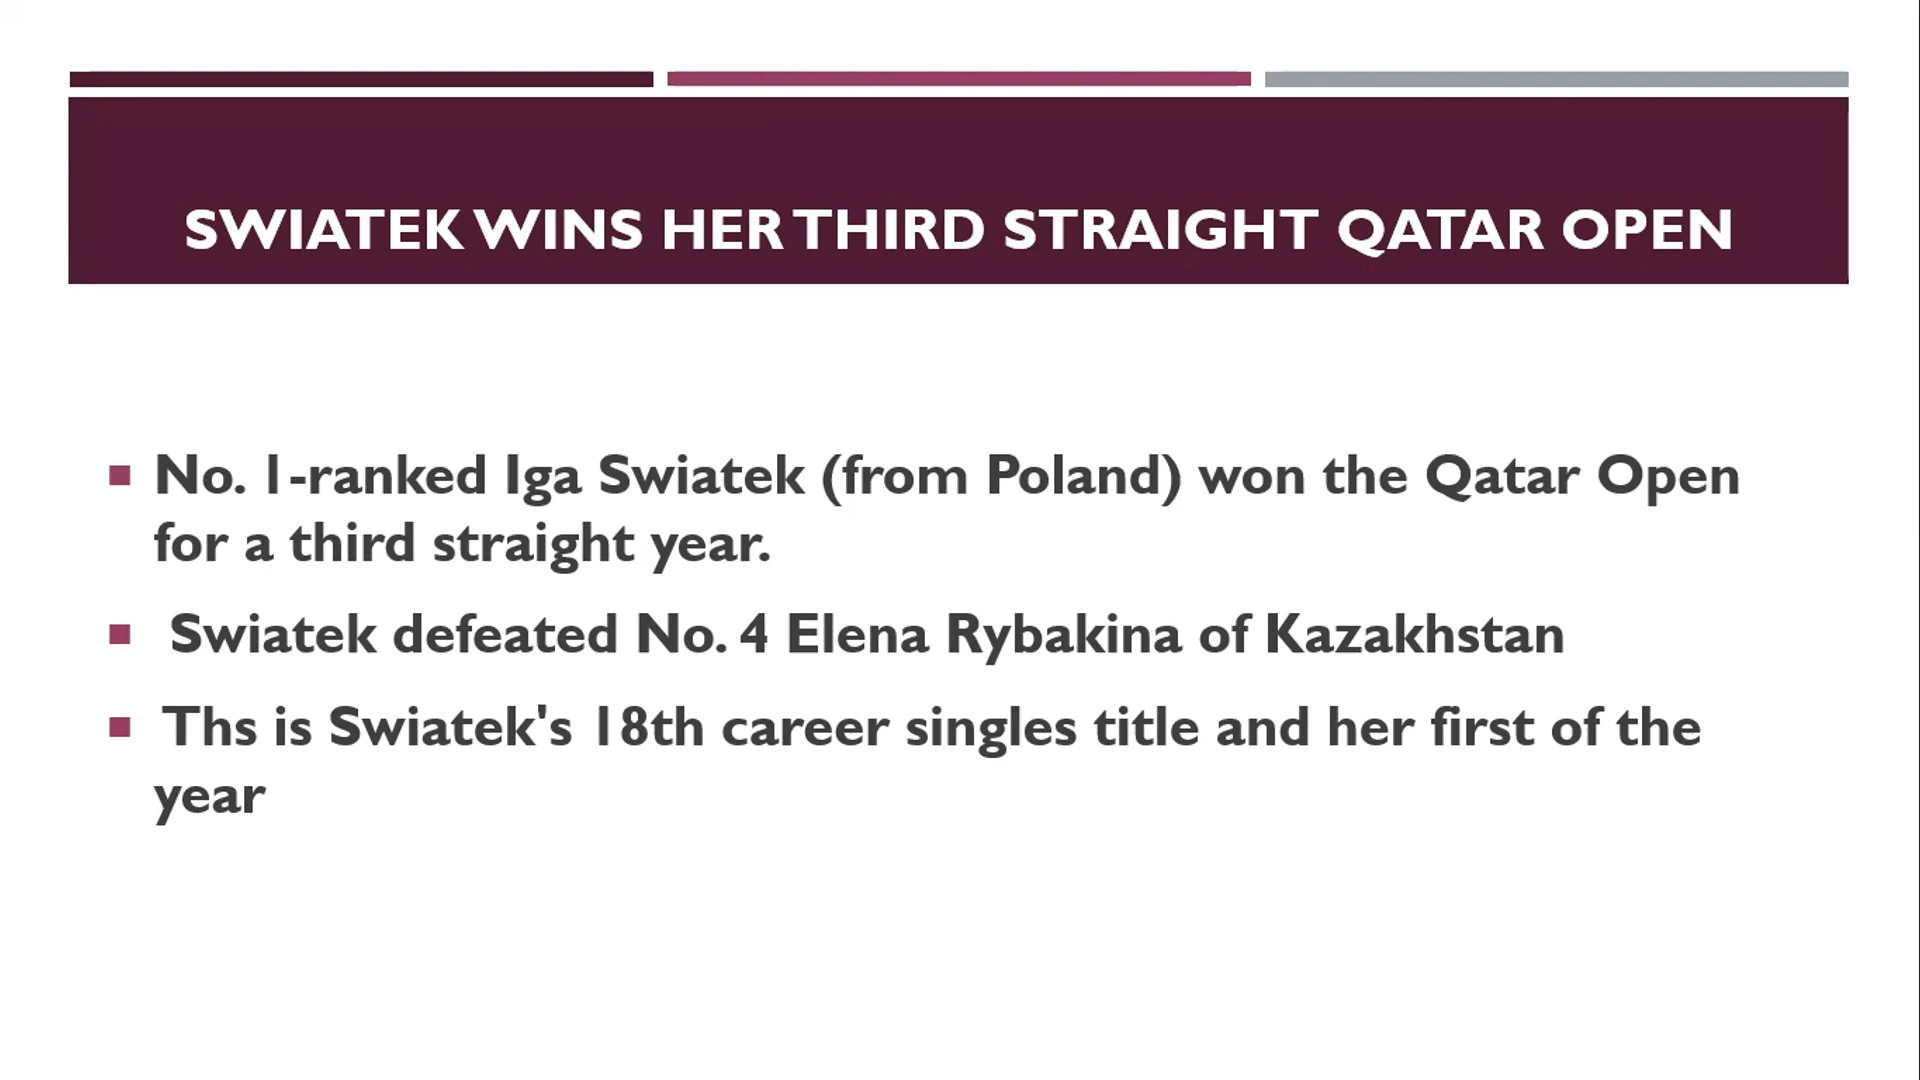 SWIATEK WINS HER THIRD STRAIGHT QATAR OPEN
No. 1-ranked Iga Swiatek (from Poland) won the Qatar Open
for a third straight year.
Swiatek defeated No. 4 Elena Rybakina of Kazakhstan
Ths is Swiatek's 18th career singles title and her first of the
year